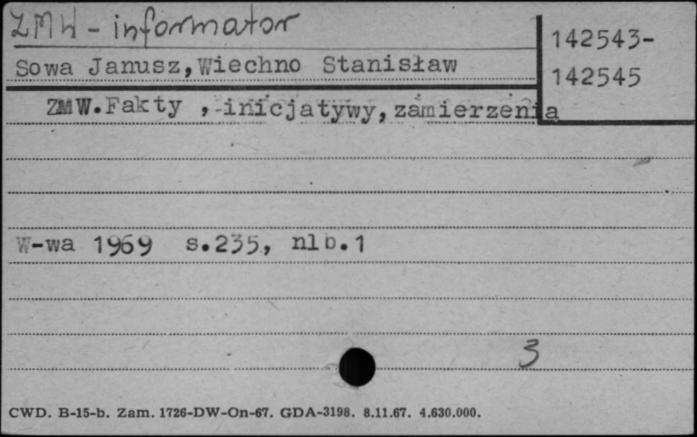 ZMW - informator
142543-
Sowa Janusz,Wiechno Stanisław
142545
ZMW.Fakty ,-inicjatywy,zamierzenia
W-wa 1969 s.235, nlb.1
3
CWD. B-15-b. Zam. 1726-DW-On-67. GDA-3198. 8.11.67. 4.630.000.